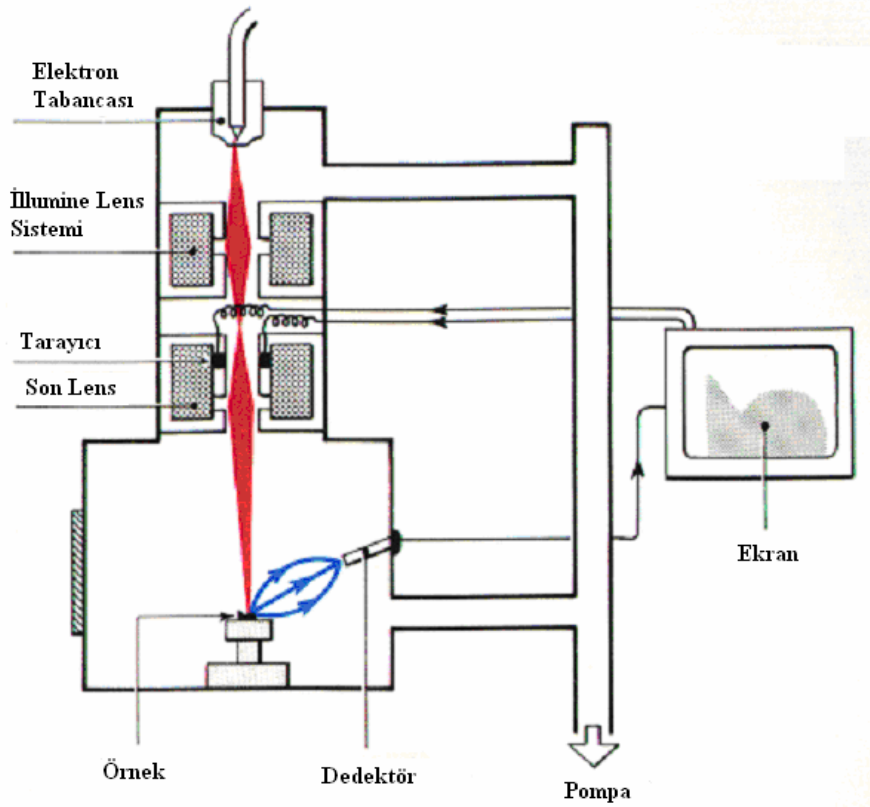 Elektron
Tabancası
İllumine Lens
Sistemi
Tarayıcı
Son Lens
Ekran
Örnek
Dedektör
Pompa